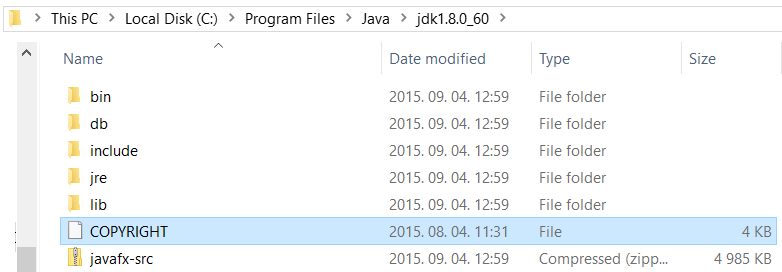 This PC > Local Disk (C:) > Program Files > Java > jdk1.8.0_60 >
Name Date modified Type Size
bin 2015. 09. 04. 12:59 File folder
db 2015. 09. 04. 12:59 File folder
include 2015. 09. 04. 12:59 File folder
jre 2015. 09. 04. 12:59 File folder
lib 2015. 09. 04. 12:59 File folder
COPYRIGHT 2015. 08. 04. 11:31 File 4 KB
javafx-src 2015. 09. 04. 12:59 Compressed (zipp... 4 985 KB